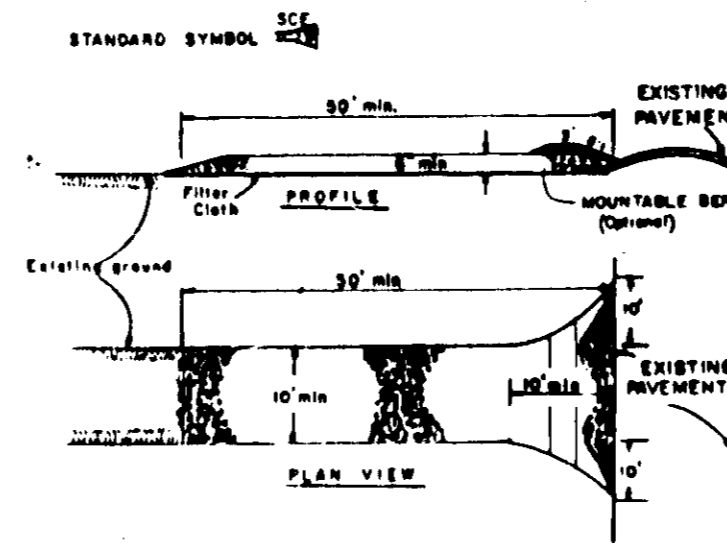 SCE
STANDARD SYMBOL
50' min.
EXISTING
PAVEMEN
6" min
Filter
Cloth
PROFILE
MOUNTABLE BER
(Optional)
Existing ground
50' min
10'
10' min
10' min
EXISTING
PAVEMENT
10'
PLAN VIEW